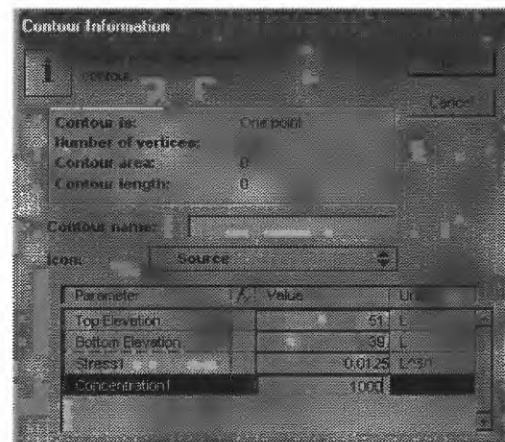 Contour Information
i
contour.
Cancel
Contour is: One point
Number of vertices:
Contour area: 0
Contour length: 0
Contour name:
Icon: Source
Parameter Value
Top Elevation 51 L
Bottom Elevation 39 L
Stress1 0.0125
Concentration1